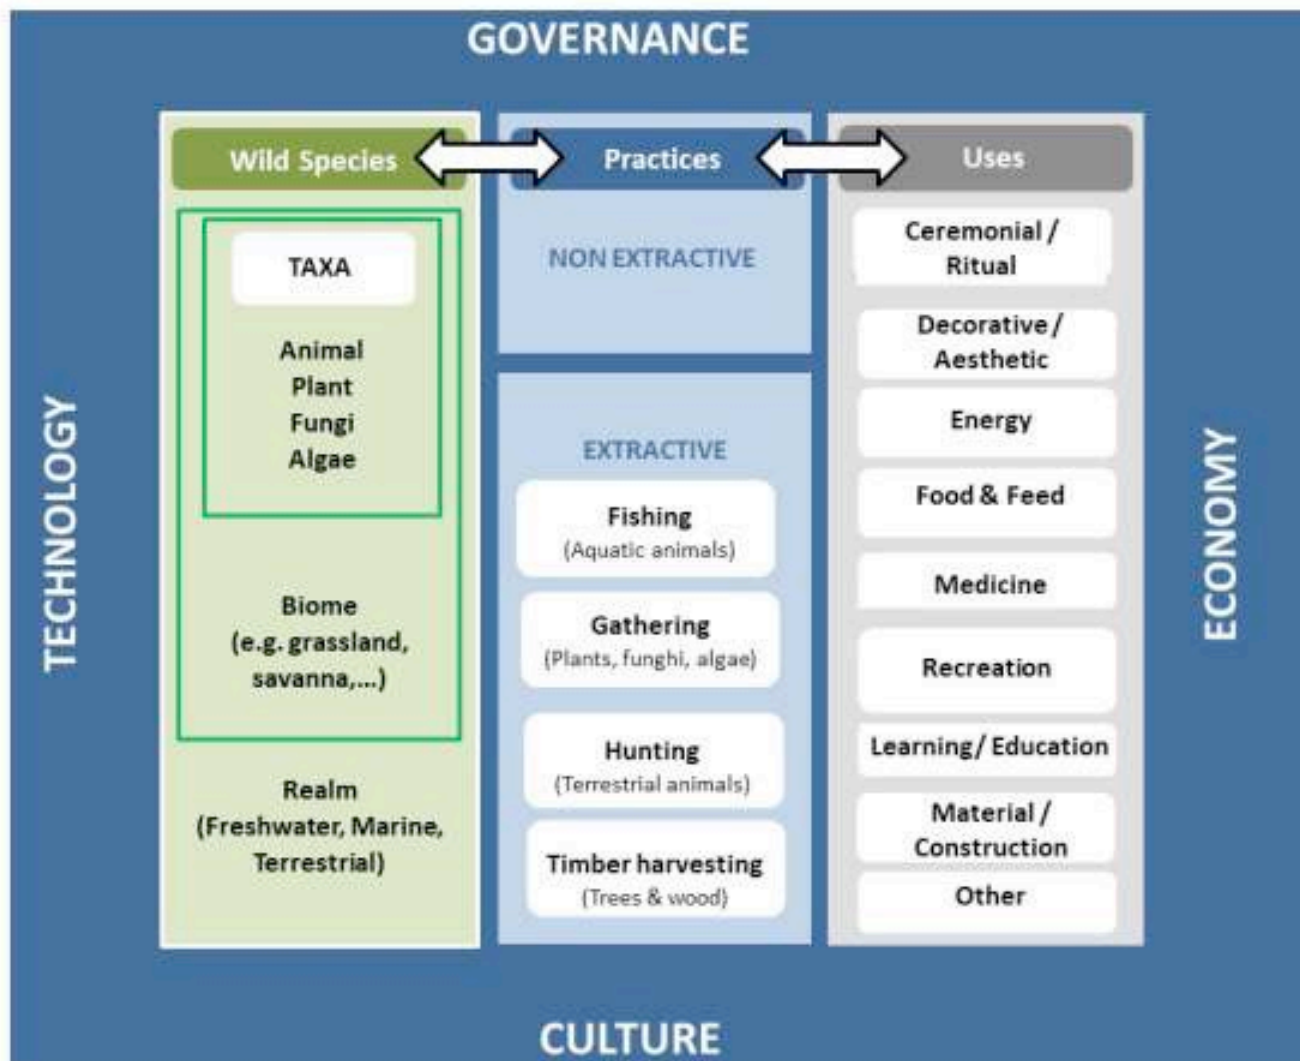 GOVERNANCE
TECHNOLOGY
Wild Species
TAXA
Animal
Plant
Fungi
Algae
Biome
(e.g. grassland,
savanna,...)
Realm
(Freshwater, Marine,
Terrestrial)
Practices
NON EXTRACTIVE
EXTRACTIVE
Fishing
(Aquatic animals)
Gathering
(Plants, funghi, algae)
Hunting
(Terrestrial animals)
Timber harvesting
(Trees & wood)
Uses
Ceremonial /
Ritual
Decorative /
Aesthetic
Energy
Food & Feed
Medicine
Recreation
Learning/ Education
Material /
Construction
Other
ECONOMY
CULTURE